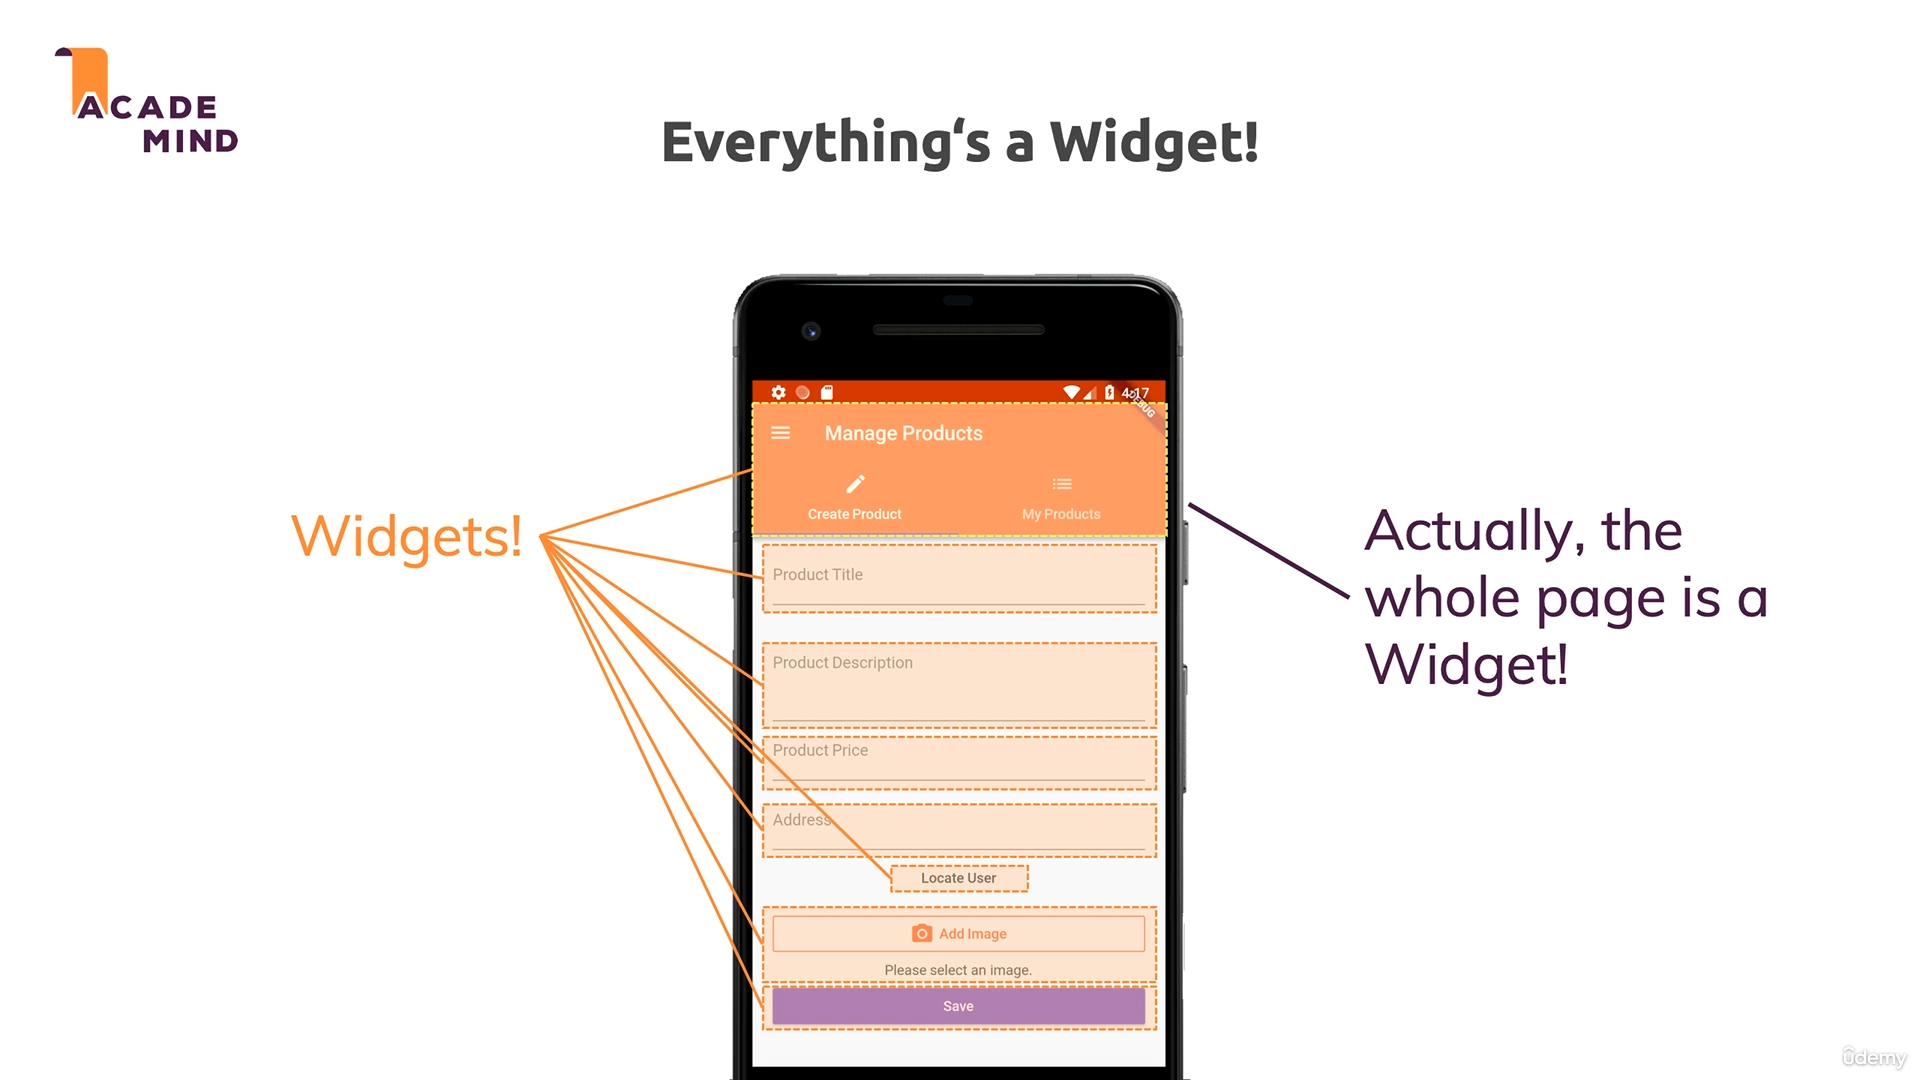 ACADE
MIND
Everything‘s a Widget!
4:17
DEBUG
Manage Products
Create Product
My Products
Widgets!
Actually, the
whole page is a
Widget!
Product Title
Product Description
Product Price
Address
Locate User
Add Image
Please select an image.
Save
ûdemy